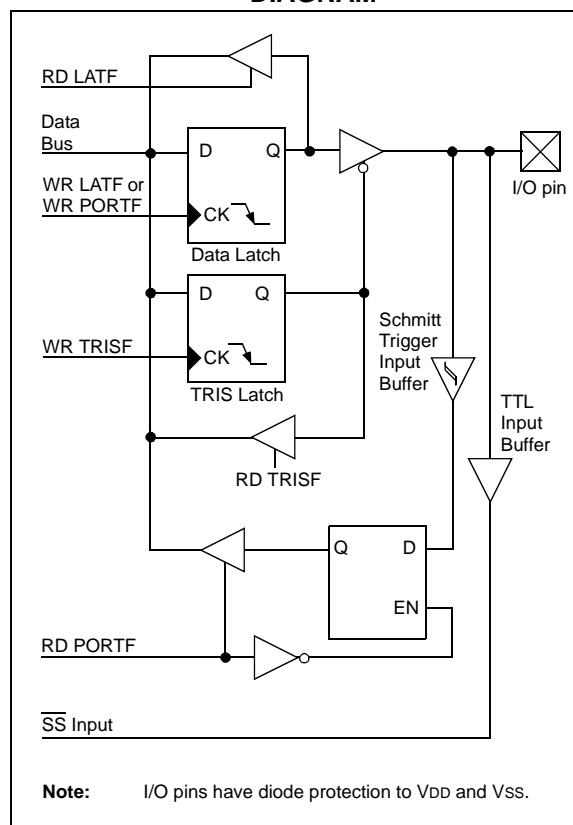 DIAGRAM
RD LATF
Data
Bus
D Q
WR LATF or
WR PORTF
CK
Data Latch
I/O pin
D Q
WR TRISF
CK
TRIS Latch
Schmitt
Trigger
Input
Buffer
TTL
Input
Buffer
RD TRISF
Q D
EN
RD PORTF
S̅S̅ Input
Note: I/O pins have diode protection to VDD and VSS.